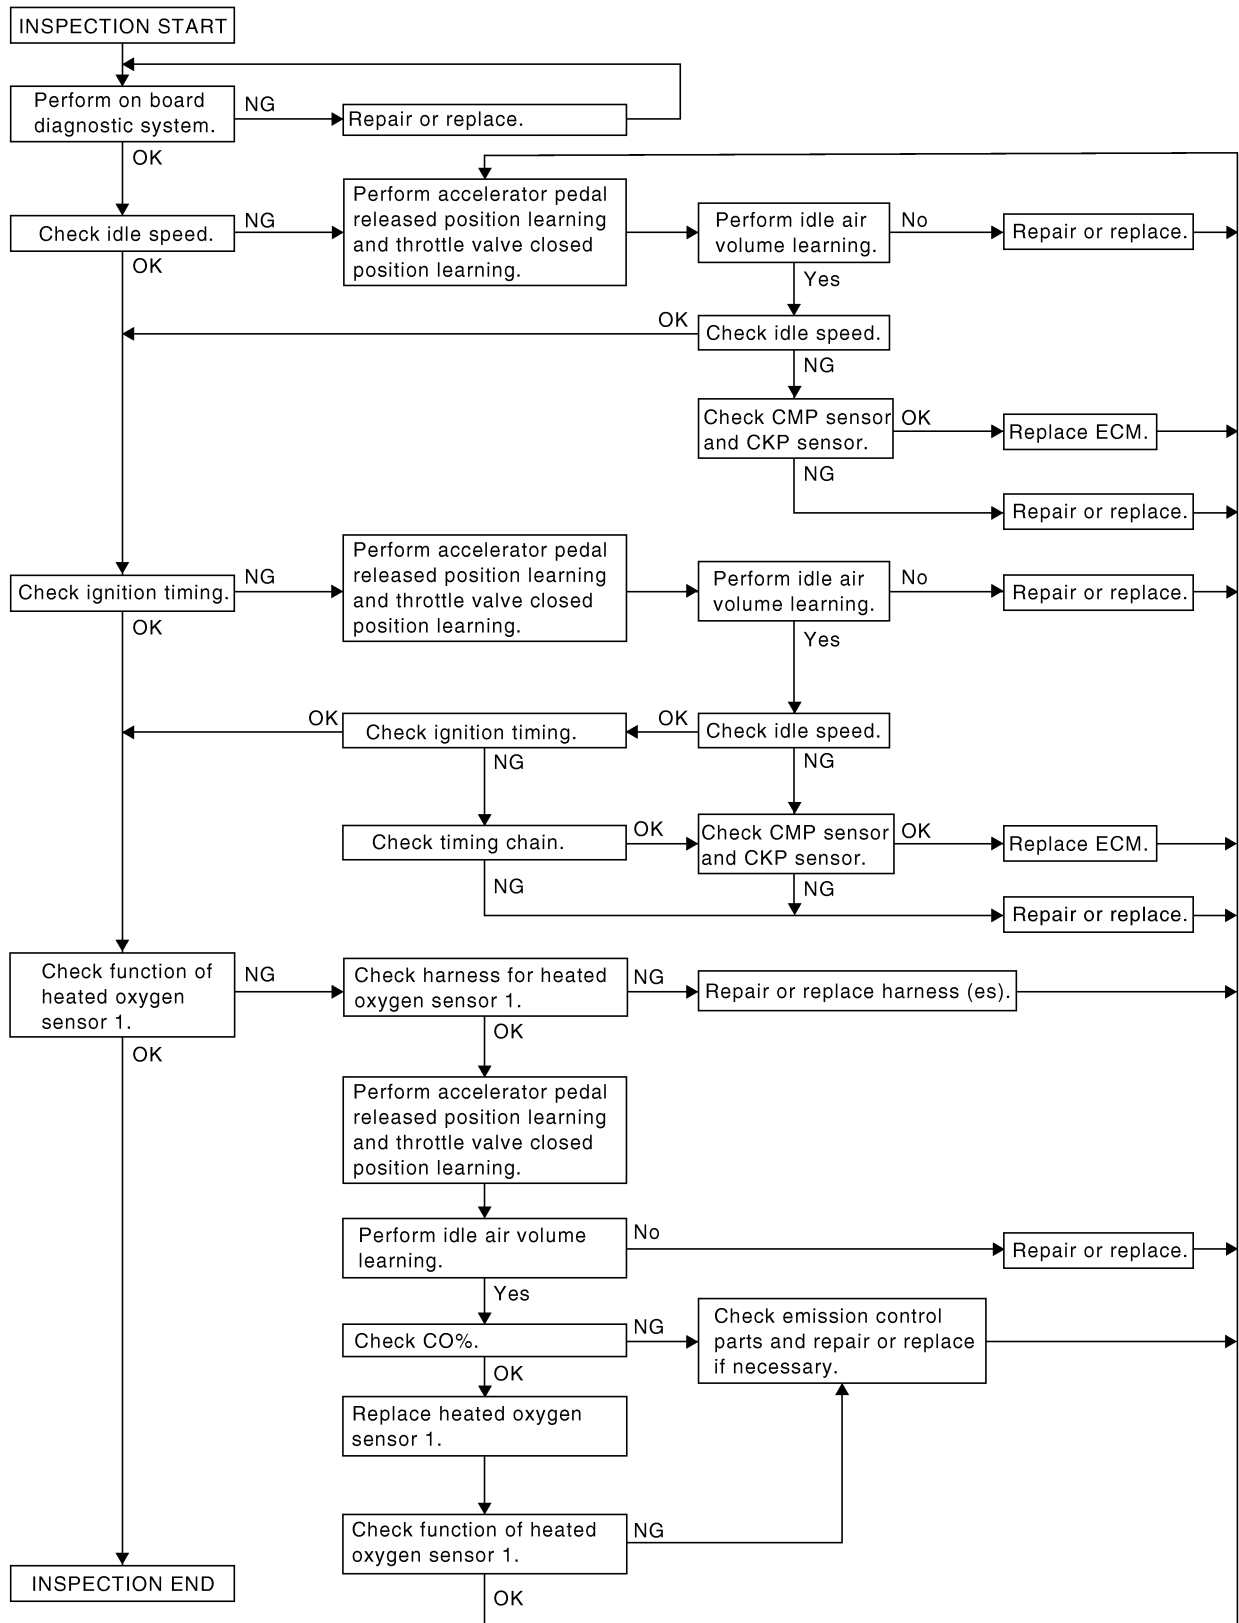 INSPECTION START
Perform on board
diagnostic system.
NG
Repair or replace.
OK
Check idle speed.
NG
Perform accelerator pedal
released position learning
and throttle valve closed
position learning.
Perform idle air
volume learning.
No
Repair or replace.
OK
Yes
OK
Check idle speed.
NG
Check CMP sensor
and CKP sensor.
OK
Replace ECM.
NG
Repair or replace.
Check ignition timing.
NG
Perform accelerator pedal
released position learning
and throttle valve closed
position learning.
Perform idle air
volume learning.
No
Repair or replace.
OK
Yes
OK
Check ignition timing.
OK
Check idle speed.
NG
NG
Check timing chain.
OK
Check CMP sensor
and CKP sensor.
OK
Replace ECM.
NG
NG
Repair or replace.
Check function of
heated oxygen
sensor 1.
NG
Check harness for heated
oxygen sensor 1.
NG
Repair or replace harness (es).
OK
OK
Perform accelerator pedal
released position learning
and throttle valve closed
position learning.
Perform idle air volume
learning.
No
Repair or replace.
Yes
Check CO%.
NG
Check emission control
parts and repair or replace
if necessary.
OK
Replace heated oxygen
sensor 1.
Check function of heated
oxygen sensor 1.
NG
INSPECTION END
OK